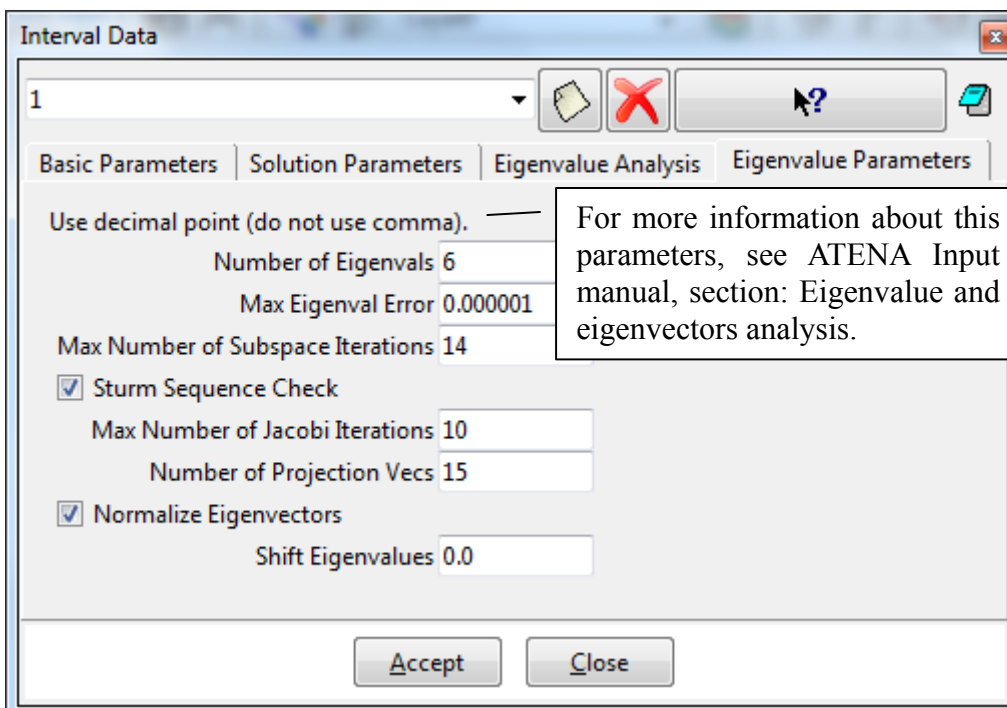 Interval Data
1
Basic Parameters
Solution Parameters
Eigenvalue Analysis
Eigenvalue Parameters
Use decimal point (do not use comma).
For more information about this
parameters, see ATENA Input
manual, section: Eigenvalue and
eigenvectors analysis.
Number of Eigenvals 6
Max Eigenval Error 0.000001
Max Number of Subspace Iterations 14
Sturm Sequence Check
Max Number of Jacobi Iterations 10
Number of Projection Vecs 15
Normalize Eigenvectors
Shift Eigenvalues 0.0
Accept
Close